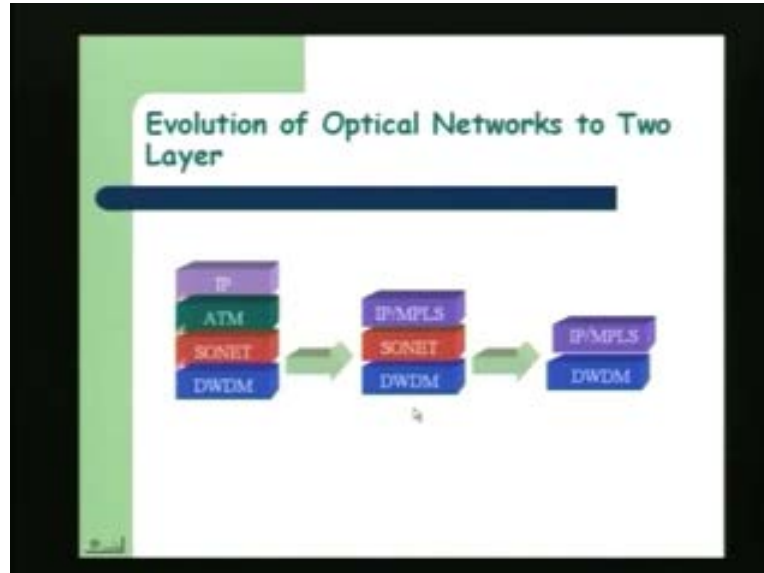 Evolution of Optical Networks to Two
Layer
IP
ATM
SONET
DWDM
IP/MPLS
SONET
DWDM
IP/MPLS
DWDM